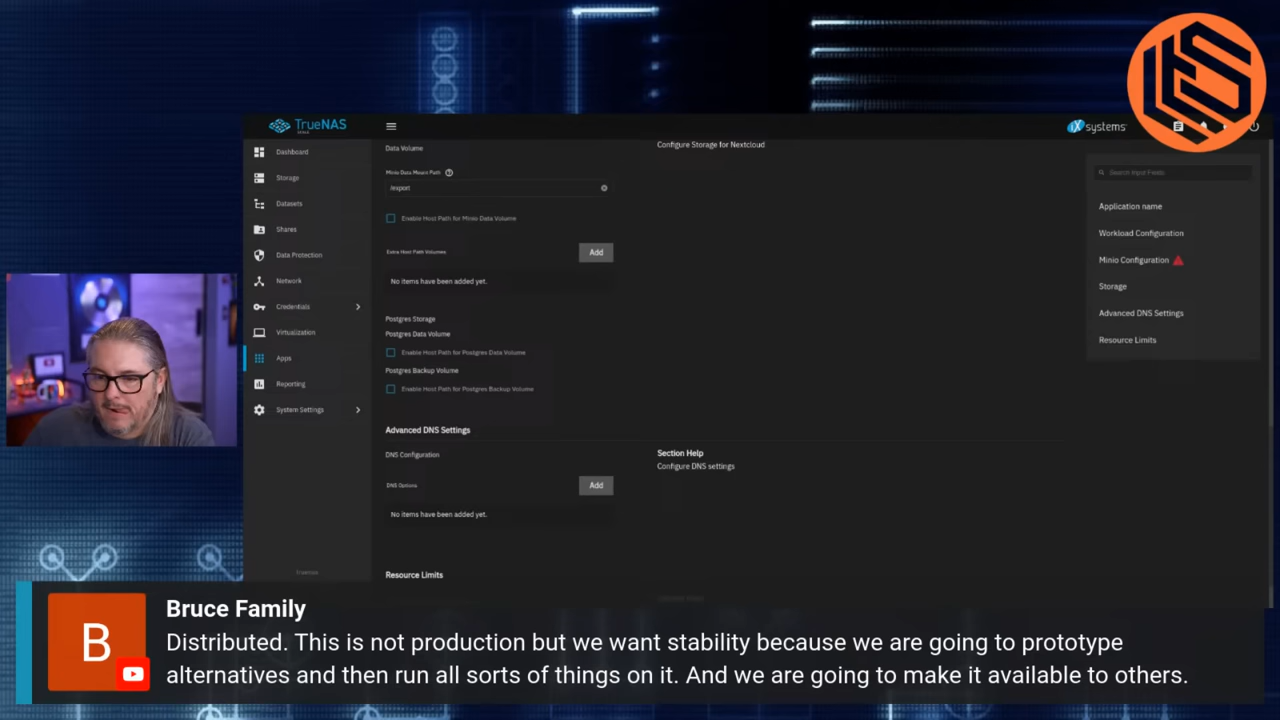 TrueNAS
SCALE
iX systems
Dashboard
Storage
Datasets
Shares
Data Protection
Network
Credentials
Virtualization
Apps
Reporting
System Settings
truenas
Data Volume
Minio Data Mount Path
/export
Enable Host Path for Minio Data Volume
Extra Host Path Volumes
Add
No items have been added yet.
Postgres Storage
Postgres Data Volume
Enable Host Path for Postgres Data Volume
Postgres Backup Volume
Enable Host Path for Postgres Backup Volume
Advanced DNS Settings
DNS Configuration
DNS Options
Add
No items have been added yet.
Resource Limits
Configure Storage for Nextcloud
Section Help
Configure DNS settings
Search Input Fields
Application name
Workload Configuration
Minio Configuration
Storage
Advanced DNS Settings
Resource Limits
B
Bruce Family
Distributed. This is not production but we want stability because we are going to prototype
alternatives and then run all sorts of things on it. And we are going to make it available to others.